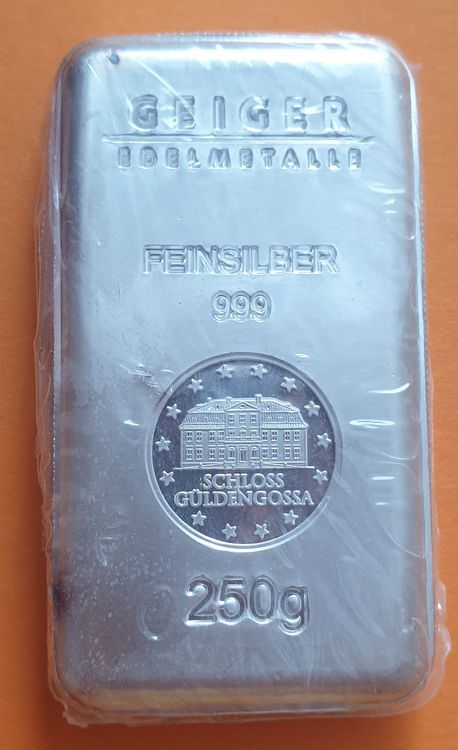 GEIGER
EDELMETALLE
FEINSILBER
999
SCHLOSS
GÜLDENGOSSA
250g